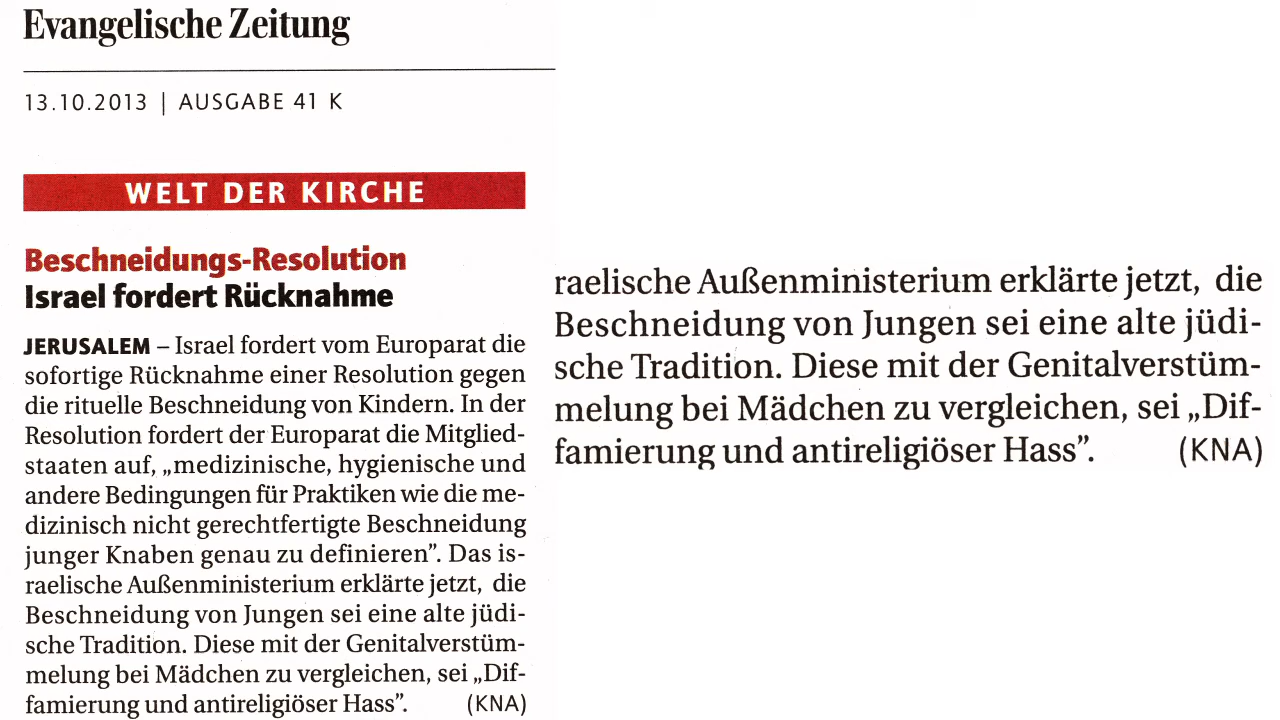 Evangelische Zeitung
13.10.2013 | AUSGABE 41 K
WELT DER KIRCHE
Beschneidungs-Resolution
Israel fordert Rücknahme
JERUSALEM – Israel fordert vom Europarat die
sofortige Rücknahme einer Resolution gegen
die rituelle Beschneidung von Kindern. In der
Resolution fordert der Europarat die Mitglied-
staaten auf, „medizinische, hygienische und
andere Bedingungen für Praktiken wie die me-
dizinisch nicht gerechtfertigte Beschneidung
junger Knaben genau zu definieren”. Das is-
raelische Außenministerium erklärte jetzt, die
Beschneidung von Jungen sei eine alte jüdi-
sche Tradition. Diese mit der Genitalverstüm-
melung bei Mädchen zu vergleichen, sei „Dif-
famierung und antireligiöser Hass”. (KNA)
raelische Außenministerium erklärte jetzt, die
Beschneidung von Jungen sei eine alte jüdi-
sche Tradition. Diese mit der Genitalverstüm-
melung bei Mädchen zu vergleichen, sei „Dif-
famierung und antireligiöser Hass”. (KNA)